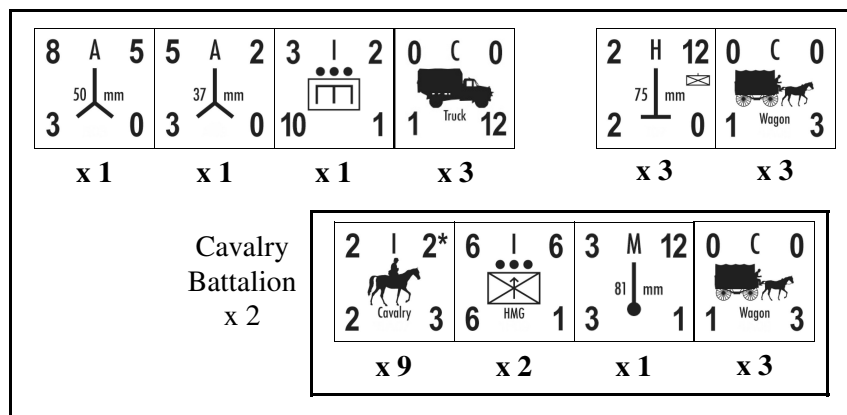 8 A 5 5 A 2 3 I 2 0 C 0 2 H 12 0 C 0
50 mm 37 mm 75 mm
Truck Wagon
3 0 3 0 10 1 1 12 2 0 1 3
x 1 x 1 x 1 x 3 x 3 x 3
Cavalry
Battalion
x 2
2 I 2* 6 I 6 3 M 12 0 C 0
81 mm
Cavalry HMG Wagon
2 3 6 1 3 1 1 3
x 9 x 2 x 1 x 3